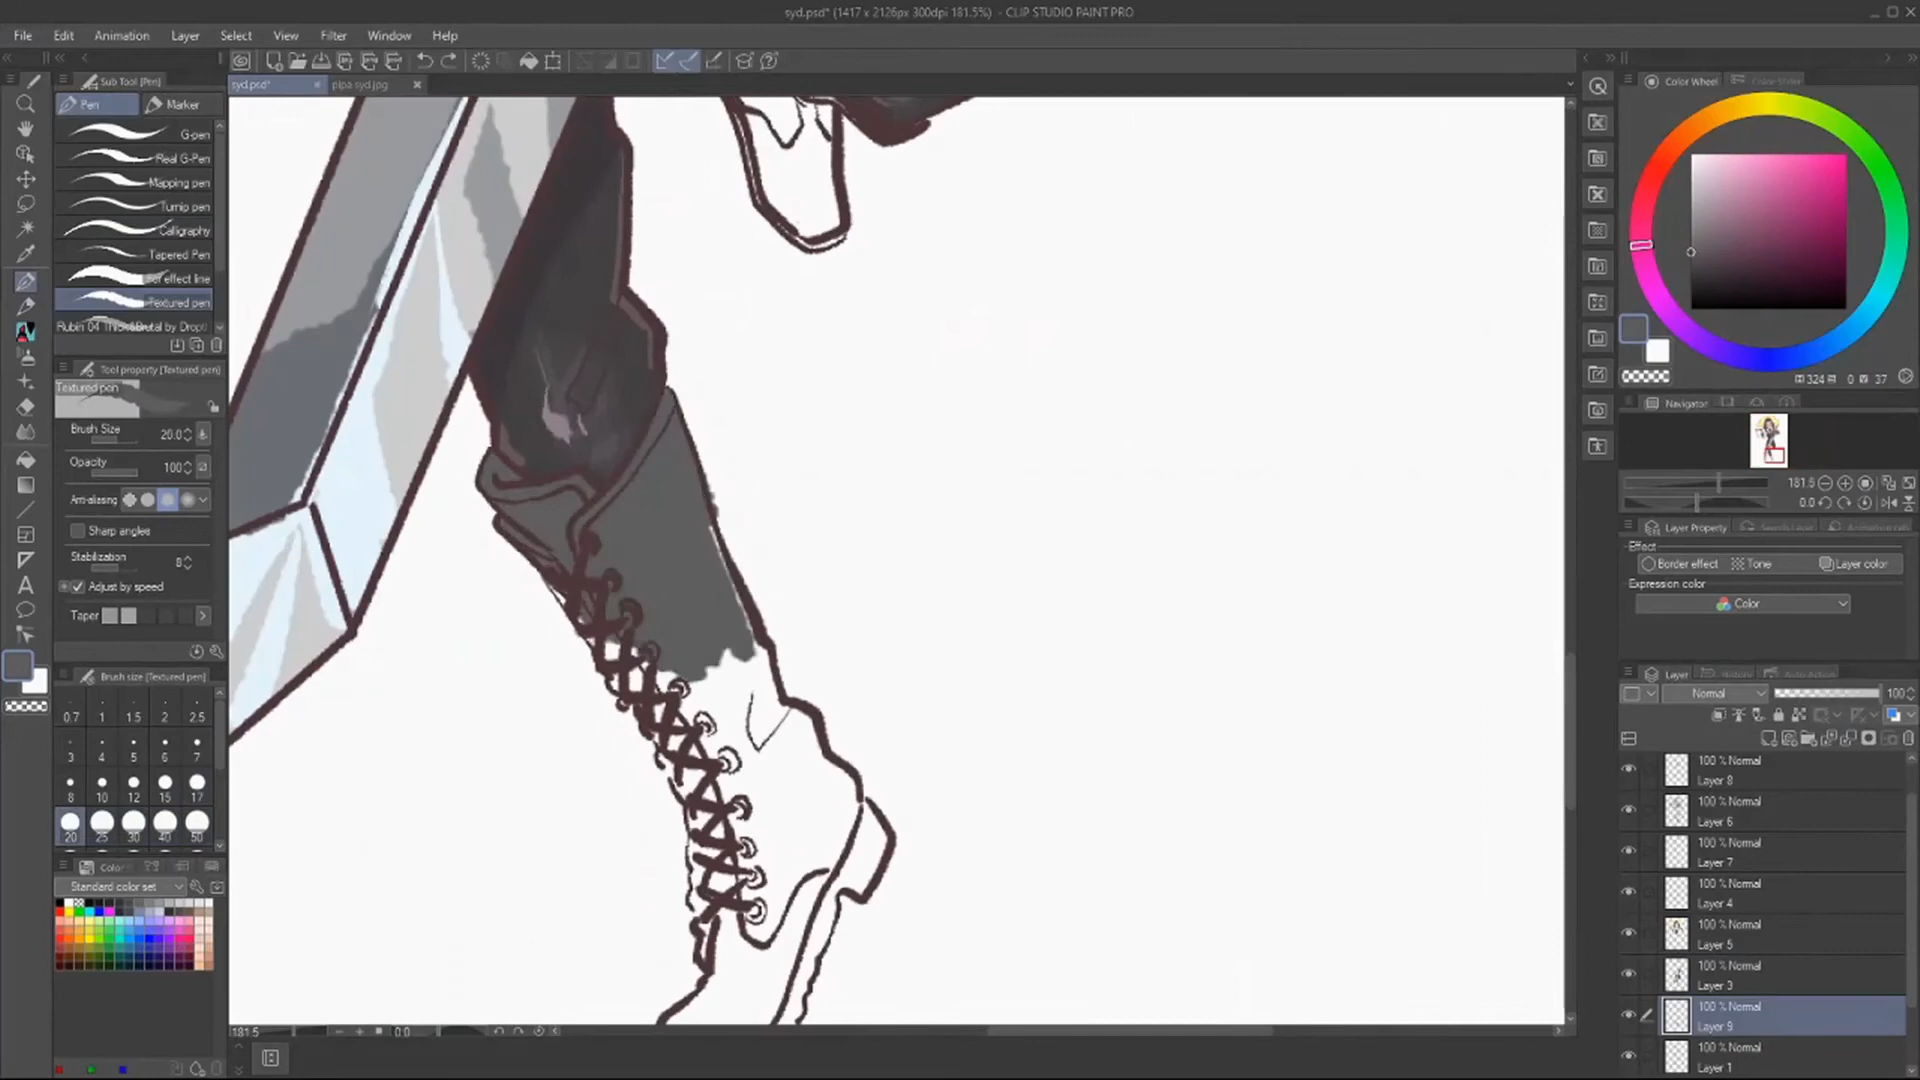 syd.psd* (1417 x 2126px 300dpi 181.5%) - CLIP STUDIO PAINT PRO
File Edit Animation Layer Select View Filter Window Help
Sub Tool [Pen]
syd.psd* pipa syd.jpg
Color Wheel
Pen Marker
G-pen
Real G-Pen
Mapping pen
Turnip pen
Calligraphy
Tapered Pen
effect line
Textured pen
Tool property [Textured pen]
Textured pen
Brush Size 20.0
Opacity 100
Anti-aliasing
Sharp angles
Stabilization 8
Adjust by speed
Taper
Brush size [Textured pen]
0.7 1 1.5 2 2.5
3 4 5 6 7
8 10 12 15 17
20 25 30 40 50
Color
Standard color set
324 0 37
Navigator
181.5
0.0
Layer Property
Effect
Border effect Tone Layer color
Expression color
Color
Layer
Normal 100
100 % Normal
Layer 8
100 % Normal
Layer 6
100 % Normal
Layer 7
100 % Normal
Layer 4
100 % Normal
Layer 5
100 % Normal
Layer 3
100 % Normal
Layer 9
100 % Normal
Layer 1
181.5 0.0